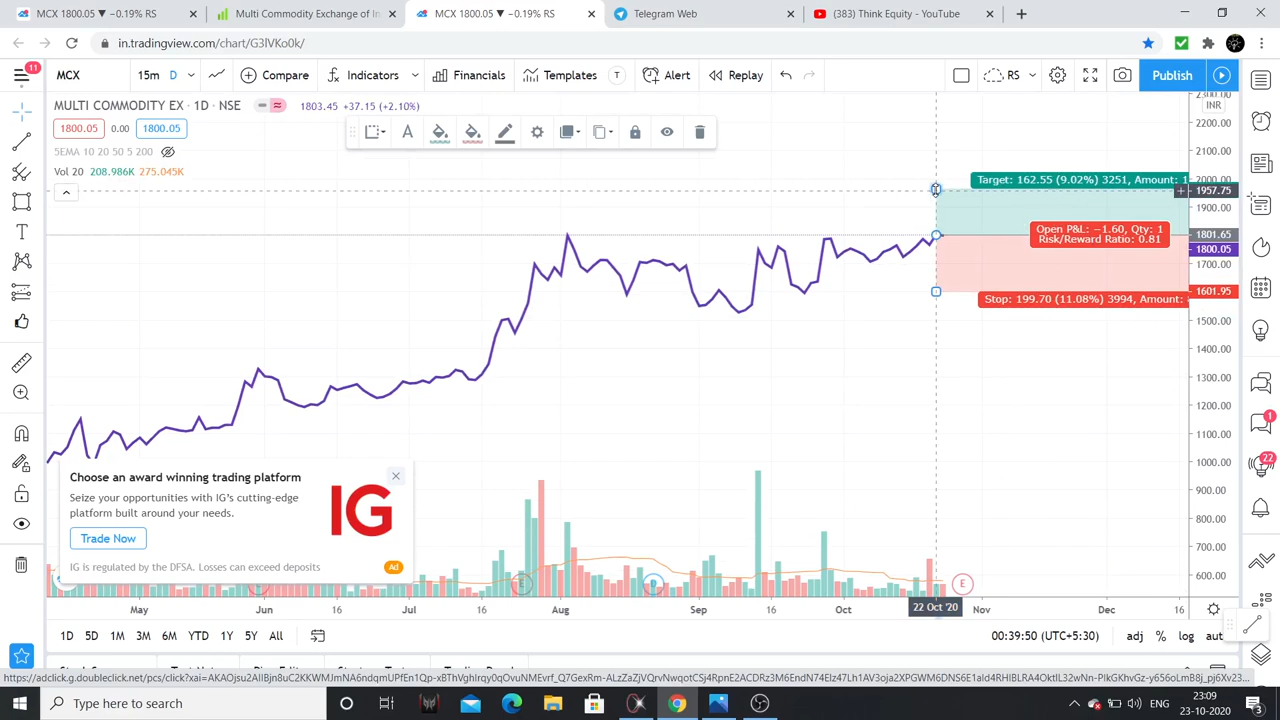 MCX 1800.05 ▼ −0.19% RS
Multi Commodity Exchange of In
MCX 1800.05 ▼ −0.19% RS
Telegram Web
(383) Think Equity - YouTube
in.tradingview.com/chart/G3lVKo0k/
11
MCX
15m
D
Compare
Indicators
Financials
Templates
T
Alert
Replay
RS
Publish
MULTI COMMODITY EX · 1D · NSE
1803.45 +37.15 (+2.10%)
1800.05
0.00
1800.05
5EMA 10 20 50 5 200
Vol 20 208.986K 275.045K
A
T
INR
2300.00
2200.00
2100.00
2000.00
1957.75
1900.00
1801.65
1800.05
1700.00
1601.95
1500.00
1400.00
1300.00
1200.00
1100.00
1000.00
900.00
800.00
700.00
600.00
Target: 162.55 (9.02%) 3251, Amount: 1
Open P&L: −1.60, Qty: 1
Risk/Reward Ratio: 0.81
Stop: 199.70 (11.08%) 3994, Amount:
1
22
Choose an award winning trading platform
Seize your opportunities with IG's cutting-edge
platform built around your needs.
Trade Now
IG is regulated by the DFSA. Losses can exceed deposits
Ad
IG
E
D
E
May
Jun
16
Jul
16
Aug
Sep
16
Oct
22 Oct '20
Nov
Dec
16
1D
5D
1M
3M
6M
YTD
1Y
5Y
All
00:39:50 (UTC+5:30)
adj
%
log
aut
Type here to search
ENG
23:09
23-10-2020
3